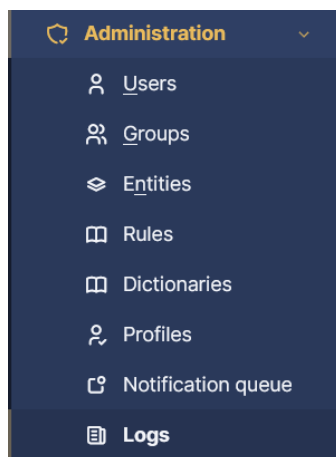 Administration
Users
Groups
Entities
Rules
Dictionaries
Profiles
Notification queue
Logs